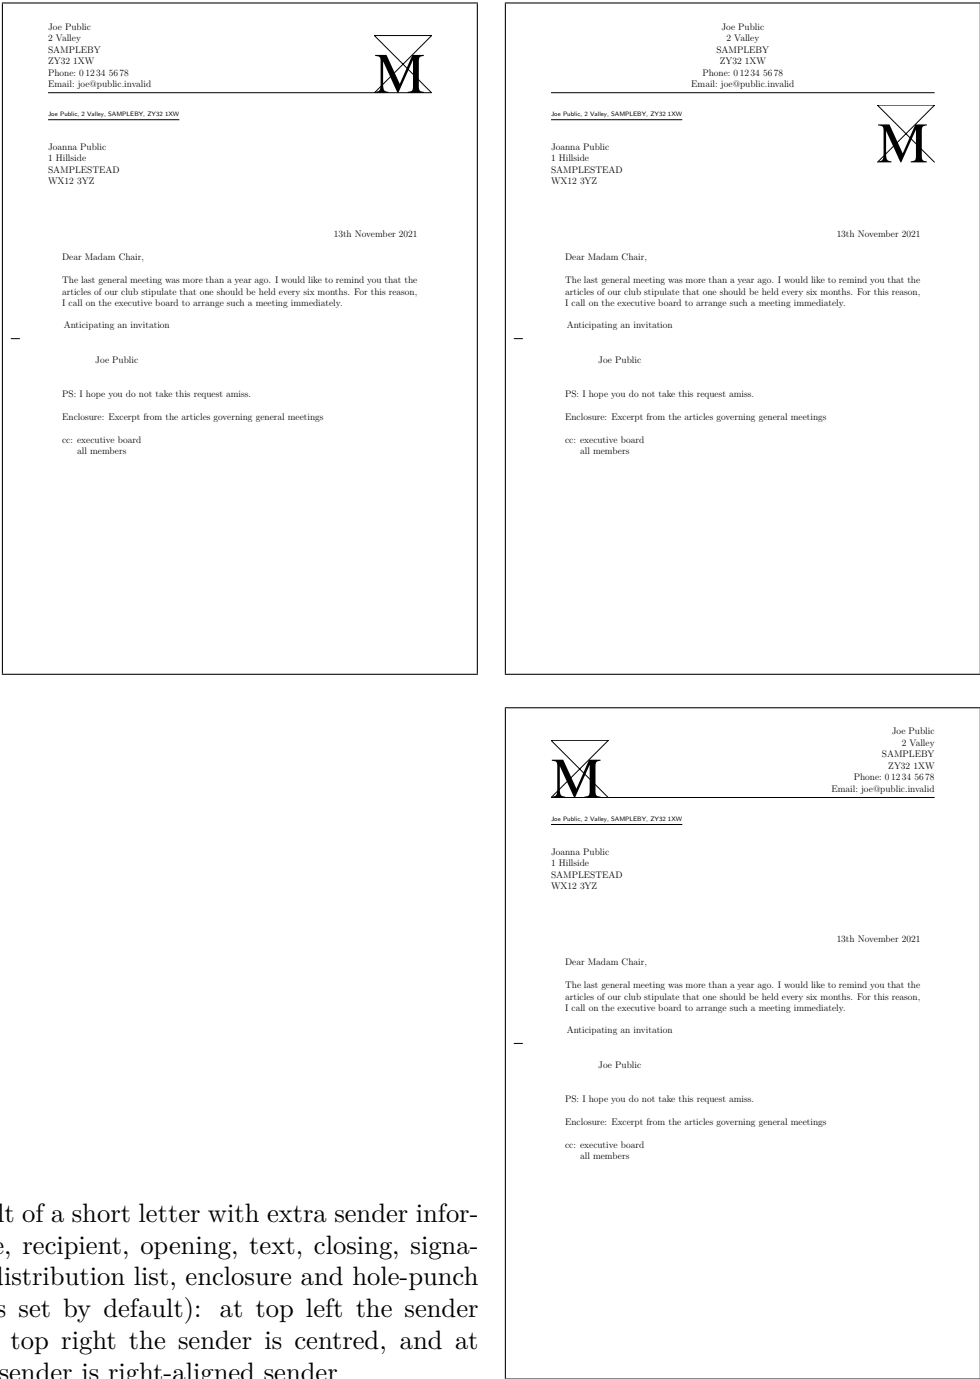 Joe Public
2 Valley
SAMPLEBY
ZY32 1XW
Phone: 0 12 34 56 78
Email: joe@public.invalid
M
Joe Public, 2 Valley, SAMPLEBY, ZY32 1XW
Joanna Public
1 Hillside
SAMPLESTEAD
WX12 3YZ
13th November 2021
Dear Madam Chair,
The last general meeting was more than a year ago. I would like to remind you that the
articles of our club stipulate that one should be held every six months. For this reason,
I call on the executive board to arrange such a meeting immediately.
Anticipating an invitation
Joe Public
PS: I hope you do not take this request amiss.
Enclosure: Excerpt from the articles governing general meetings
cc: executive board
all members
Joe Public
2 Valley
SAMPLEBY
ZY32 1XW
Phone: 0 12 34 56 78
Email: joe@public.invalid
Joe Public, 2 Valley, SAMPLEBY, ZY32 1XW
M
Joanna Public
1 Hillside
SAMPLESTEAD
WX12 3YZ
13th November 2021
Dear Madam Chair,
The last general meeting was more than a year ago. I would like to remind you that the
articles of our club stipulate that one should be held every six months. For this reason,
I call on the executive board to arrange such a meeting immediately.
Anticipating an invitation
Joe Public
PS: I hope you do not take this request amiss.
Enclosure: Excerpt from the articles governing general meetings
cc: executive board
all members
Joe Public
2 Valley
SAMPLEBY
ZY32 1XW
Phone: 0 12 34 56 78
Email: joe@public.invalid
M
Joe Public, 2 Valley, SAMPLEBY, ZY32 1XW
Joanna Public
1 Hillside
SAMPLESTEAD
WX12 3YZ
13th November 2021
Dear Madam Chair,
The last general meeting was more than a year ago. I would like to remind you that the
articles of our club stipulate that one should be held every six months. For this reason,
I call on the executive board to arrange such a meeting immediately.
Anticipating an invitation
Joe Public
PS: I hope you do not take this request amiss.
Enclosure: Excerpt from the articles governing general meetings
cc: executive board
all members
lt of a short letter with extra sender infor-
e, recipient, opening, text, closing, signa-
distribution list, enclosure and hole-punch
s set by default): at top left the sender
top right the sender is centred, and at
sender is right-aligned sender